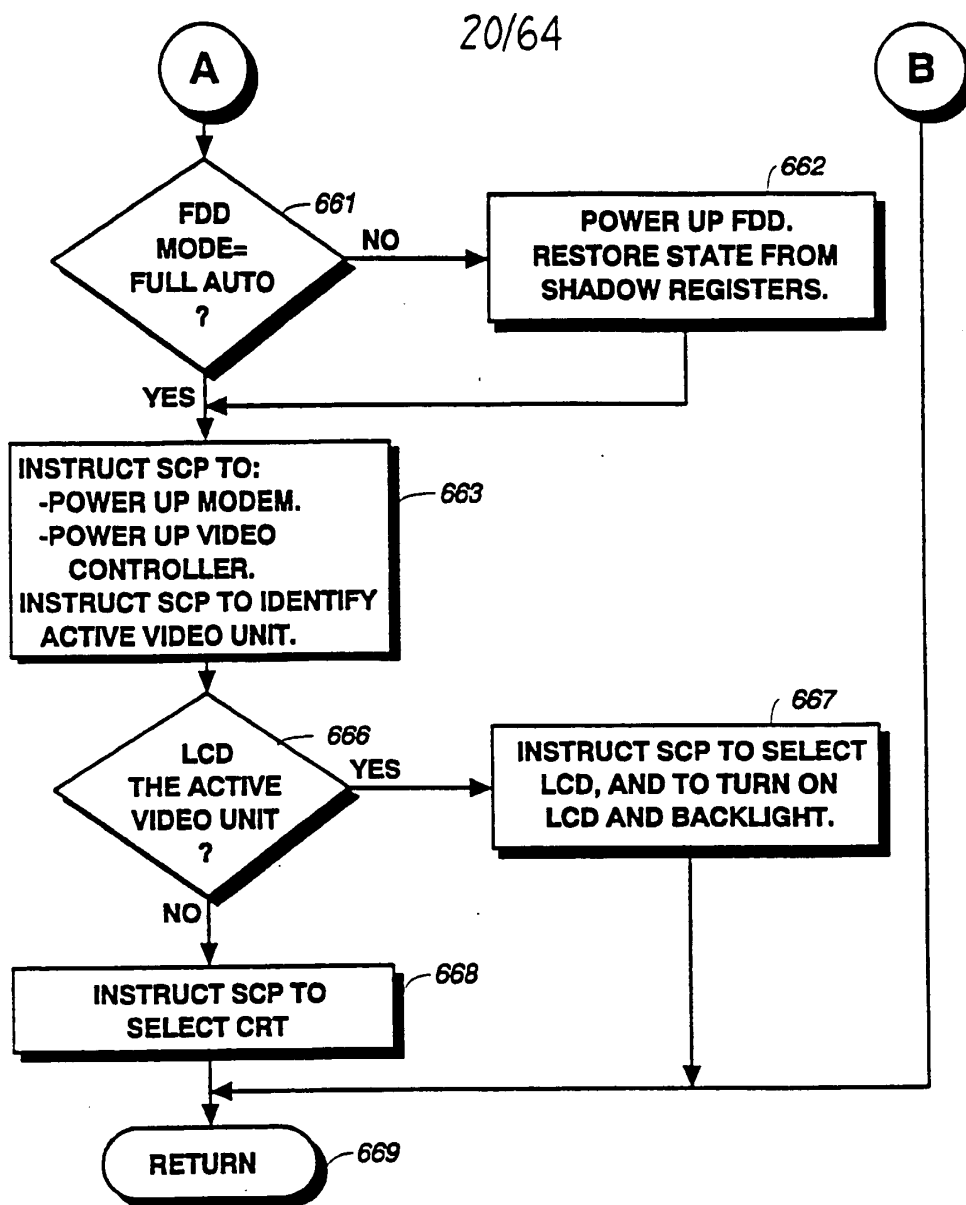 20/64
A
B
661
FDD
MODE=
FULL AUTO
?
NO
YES
662
POWER UP FDD.
RESTORE STATE FROM
SHADOW REGISTERS.
INSTRUCT SCP TO:
-POWER UP MODEM.
-POWER UP VIDEO
CONTROLLER.
INSTRUCT SCP TO IDENTIFY
ACTIVE VIDEO UNIT.
663
666
LCD
THE ACTIVE
VIDEO UNIT
?
YES
NO
667
INSTRUCT SCP TO SELECT
LCD, AND TO TURN ON
LCD AND BACKLIGHT.
668
INSTRUCT SCP TO
SELECT CRT
RETURN
669